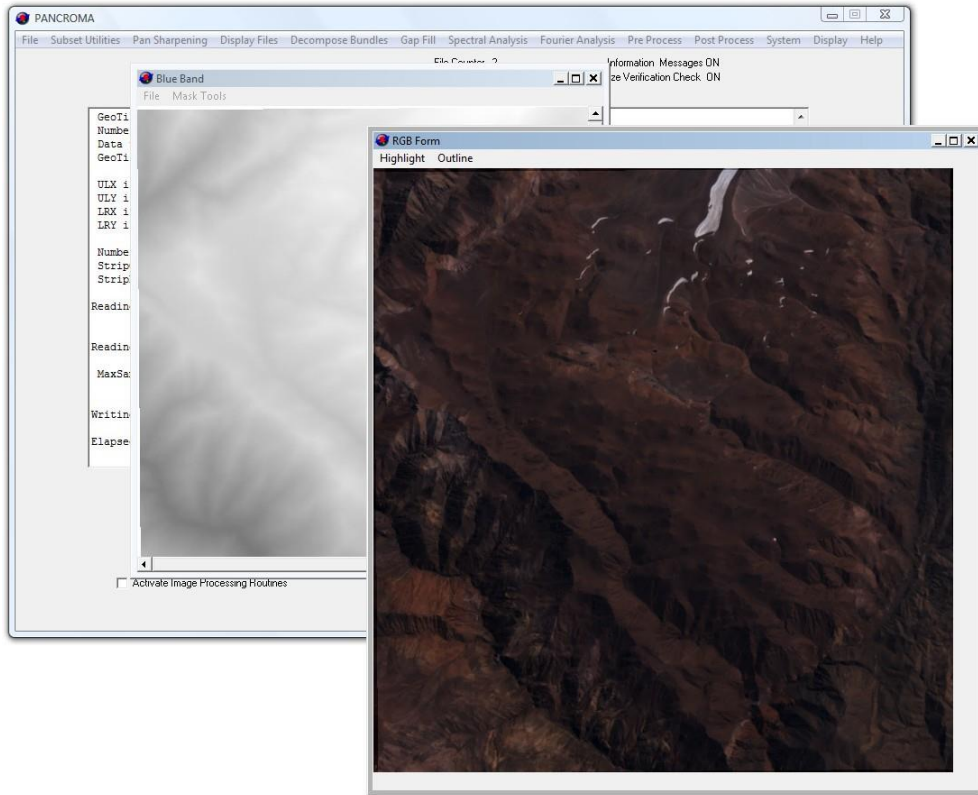 PANCROMA
File Subset Utilities Pan Sharpening Display Files Decompose Bundles Gap Fill Spectral Analysis Fourier Analysis Pre Process Post Process System Display Help
File Counter 2
Information Messages ON
Verification Check ON
Blue Band
File Mask Tools
GeoTi
Numbe
Data
GeoTi
ULX i
ULY i
LRX i
LRY i
Numbe
Strip
Strip
Readin
Readin
MaxSa
Writin
Elapse
Activate Image Processing Routines
RGB Form
Highlight Outline